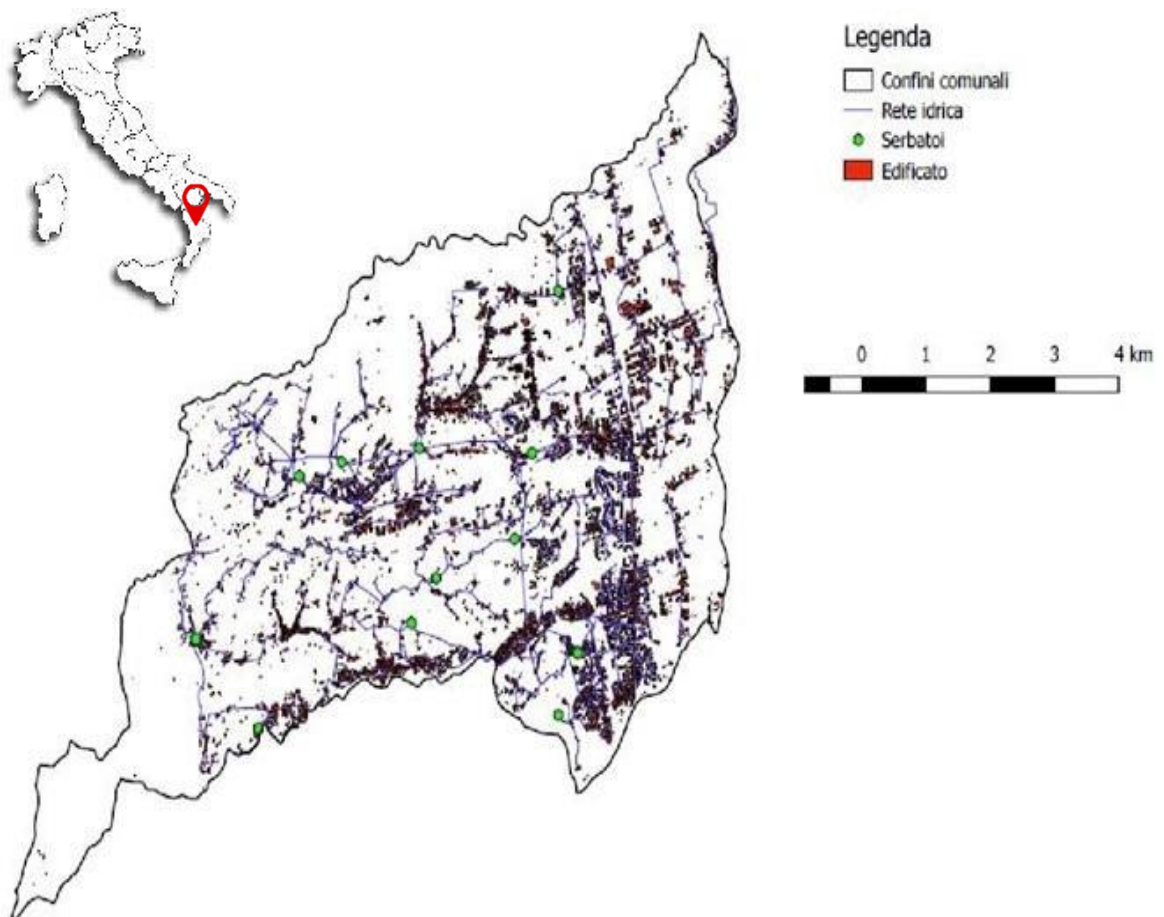 Legenda
Confini comunali
Rete idrica
Serbatoi
Edificato
0 1 2 3 4 km